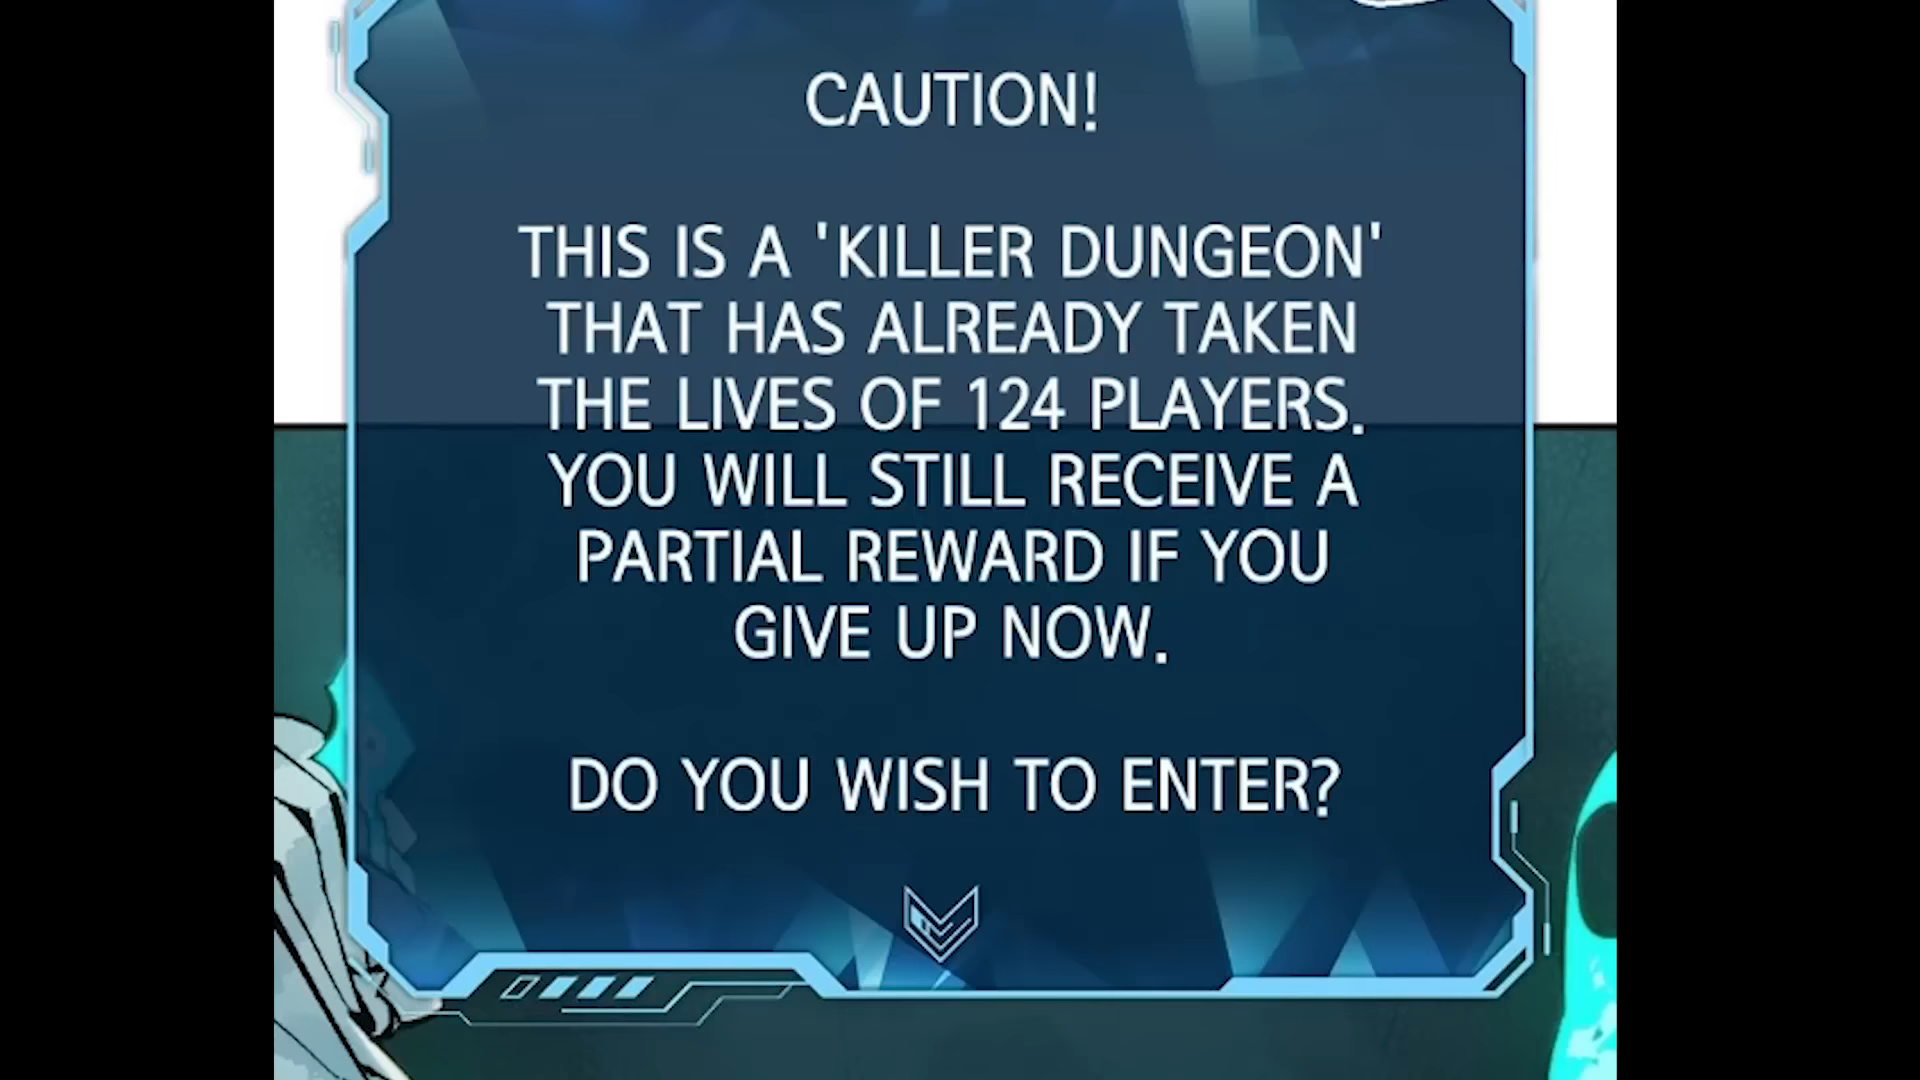 CAUTION!
THIS IS A 'KILLER DUNGEON'
THAT HAS ALREADY TAKEN
THE LIVES OF 124 PLAYERS.
YOU WILL STILL RECEIVE A
PARTIAL REWARD IF YOU
GIVE UP NOW.
DO YOU WISH TO ENTER?